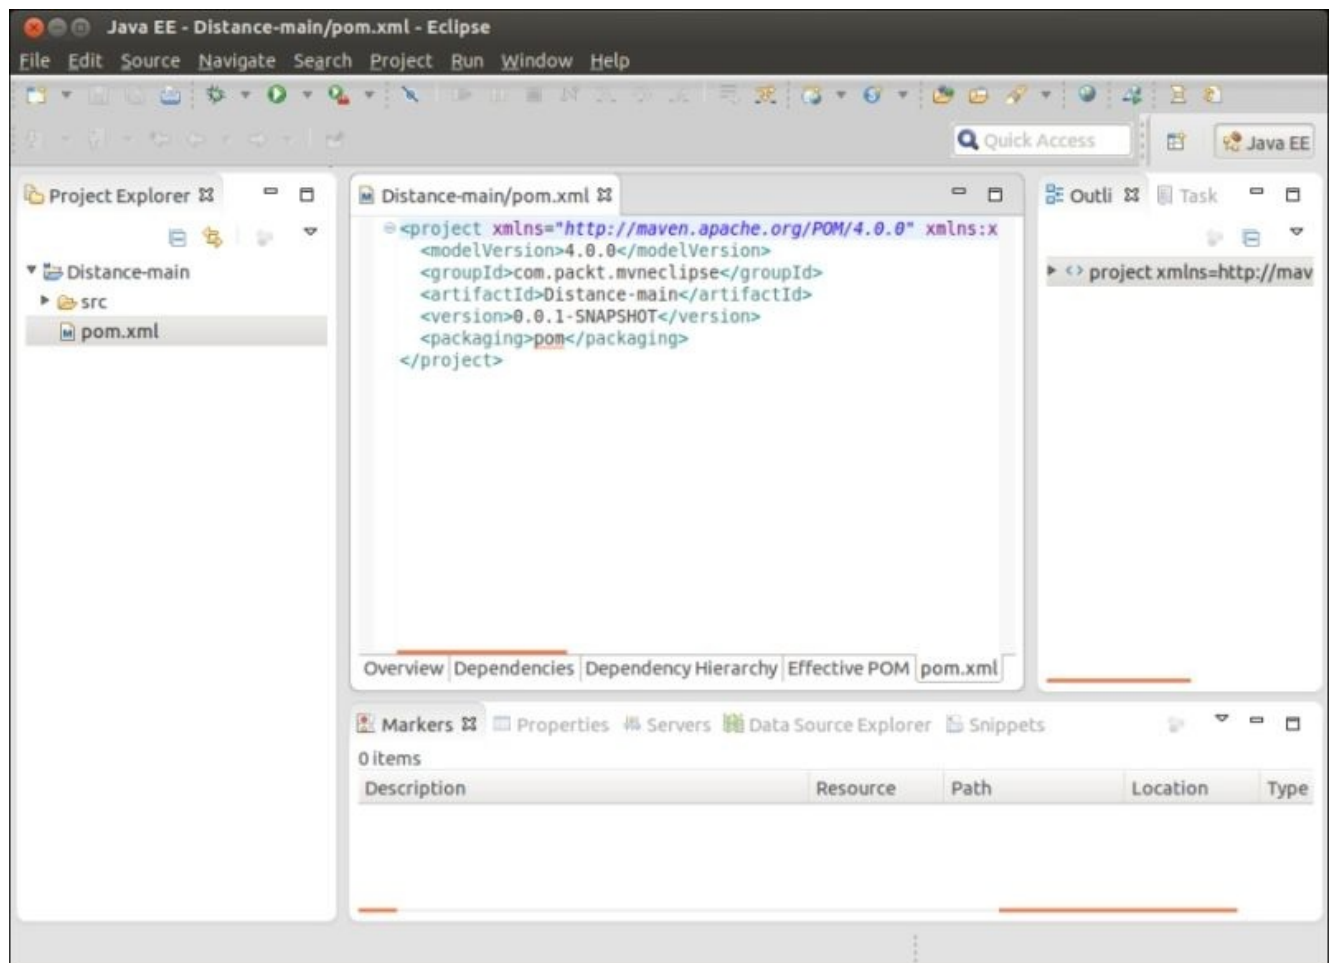 Java EE - Distance-main/pom.xml - Eclipse
File Edit Source Navigate Search Project Run Window Help
Quick Access
Java EE
Project Explorer
Distance-main
src
pom.xml
Distance-main/pom.xml
<project xmlns="http://maven.apache.org/POM/4.0.0" xmlns:x
<modelVersion>4.0.0</modelVersion>
<groupId>com.packt.mvneclipse</groupId>
<artifactId>Distance-main</artifactId>
<version>0.0.1-SNAPSHOT</version>
<packaging>pom</packaging>
</project>
Overview Dependencies Dependency Hierarchy Effective POM pom.xml
Outli Task
project xmlns=http://mav
Markers Properties Servers Data Source Explorer Snippets
0 items
Description Resource Path Location Type